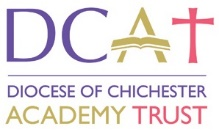 DCAT
DIOCESE OF CHICHESTER
ACADEMY TRUST